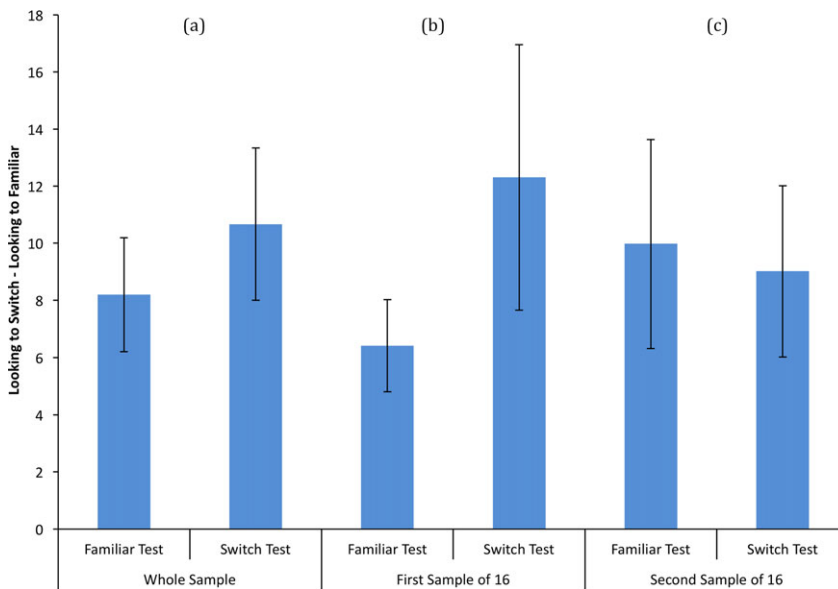 (a) (b) (c)
Looking to Switch - Looking to Familiar
18
16
14
12
10
8
6
4
2
0
Familiar Test Switch Test Familiar Test Switch Test Familiar Test Switch Test
Whole Sample First Sample of 16 Second Sample of 16